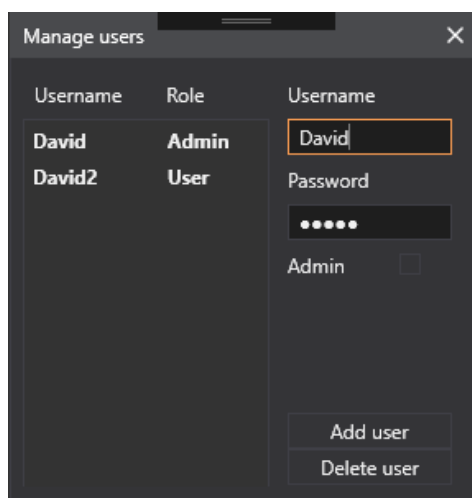 Manage users
Username Role
David Admin
David2 User
Username
David
Password
●●●●●
Admin
Add user
Delete user